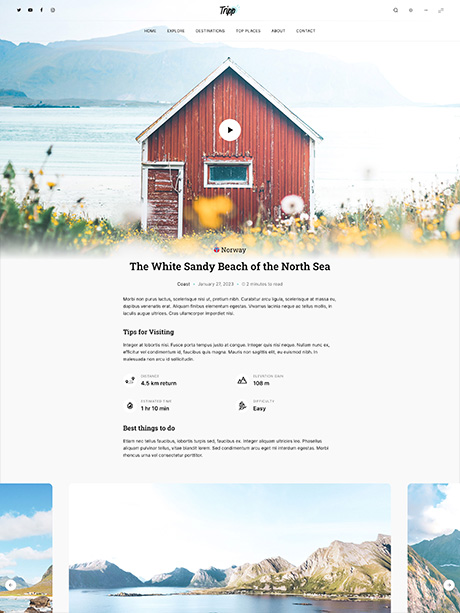 Tripp
HOME EXPLORE DESTINATIONS TOP PLACES ABOUT CONTACT
Norway
The White Sandy Beach of the North Sea
Coast • January 27, 2023 • 2 minutes to read
Morbi non purus luctus, scelerisque nisi ut, pretium nibh. Curabitur arcu ligula, scelerisque at massa eu,
dapibus venenatis erat. Aliquam finibus elementum egestas. Vivamus lacinia neque ac tellus mollis, in
iaculis augue ultrices. Cras ullamcorper imperdiet nisi.
Tips for Visiting
Integer at lobortis nisi. Fusce porta tempus justo at congue. Integer quis nisi neque. Nullam nunc ex,
efficitur vel condimentum id, faucibus quis magna. Mauris non sagittis elit, eu euismod nibh. In
malesuada non arcu id sollicitudin.
DISTANCE
4.5 km return
ELEVATION GAIN
108 m
ESTIMATED TIME
1 hr 10 min
DIFFICULTY
Easy
Best things to do
Etiam nec tellus faucibus, lobortis turpis sed, faucibus ex. Integer aliquam ultricies leo. Phasellus
aliquam pulvinar tellus, vitae blandit lorem. Sed condimentum arcu eget mi interdum egestas. Morbi
rhoncus urna vel consectetur porttitor.